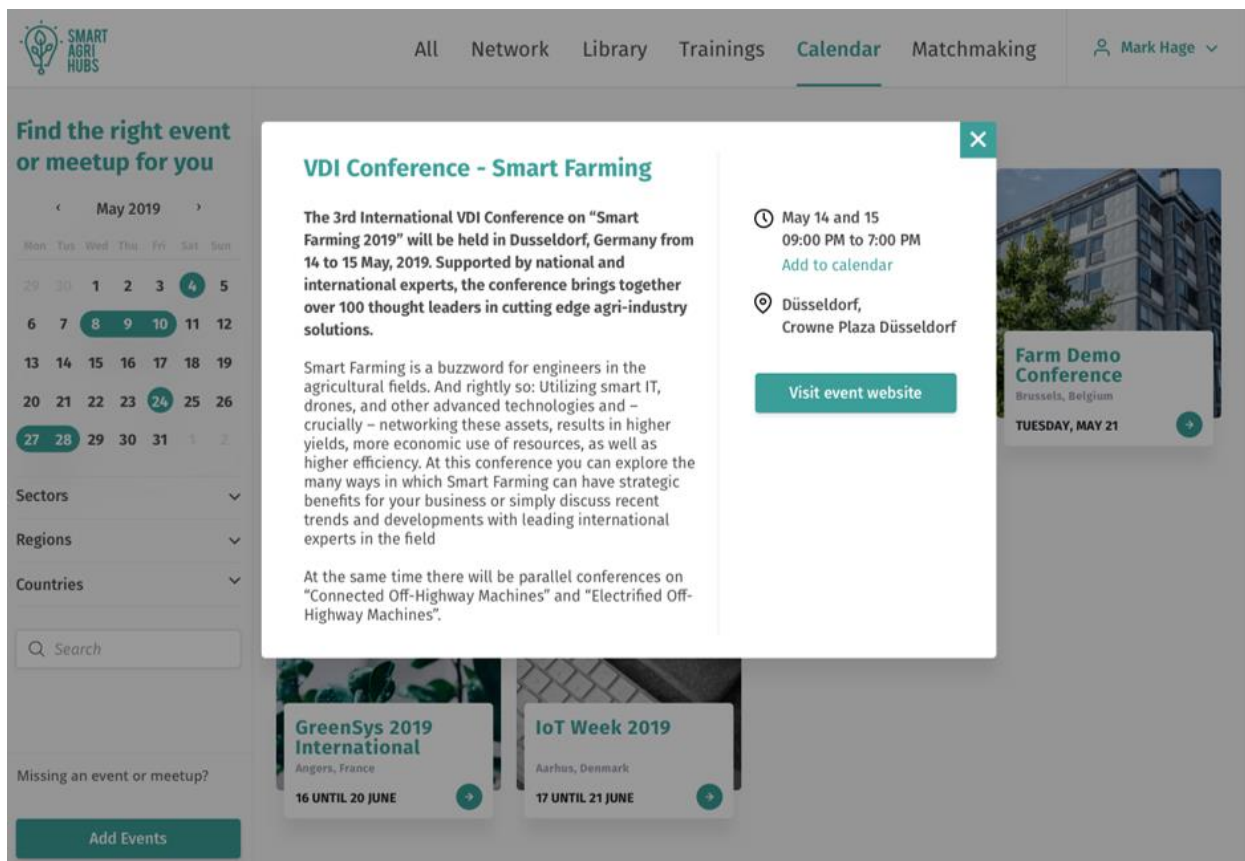 SMART
AGRI
HUBS
All Network Library Trainings Calendar Matchmaking Mark Hage
Find the right event
or meetup for you
May 2019
Mon Tus Wed Thu Fri Sat Sun
29 30 1 2 3 4 5
6 7 8 9 10 11 12
13 14 15 16 17 18 19
20 21 22 23 24 25 26
27 28 29 30 31 1 2
Sectors
Regions
Countries
Search
Missing an event or meetup?
Add Events
VDI Conference - Smart Farming
The 3rd International VDI Conference on “Smart
Farming 2019” will be held in Dusseldorf, Germany from
14 to 15 May, 2019. Supported by national and
international experts, the conference brings together
over 100 thought leaders in cutting edge agri-industry
solutions.
Smart Farming is a buzzword for engineers in the
agricultural fields. And rightly so: Utilizing smart IT,
drones, and other advanced technologies and –
crucially – networking these assets, results in higher
yields, more economic use of resources, as well as
higher efficiency. At this conference you can explore the
many ways in which Smart Farming can have strategic
benefits for your business or simply discuss recent
trends and developments with leading international
experts in the field
At the same time there will be parallel conferences on
“Connected Off-Highway Machines” and “Electrified Off-
Highway Machines”.
May 14 and 15
09:00 PM to 7:00 PM
Add to calendar
Düsseldorf,
Crowne Plaza Düsseldorf
Visit event website
Farm Demo
Conference
Brussels, Belgium
TUESDAY, MAY 21
GreenSys 2019
International
Angers, France
16 UNTIL 20 JUNE
IoT Week 2019
Aarhus, Denmark
17 UNTIL 21 JUNE